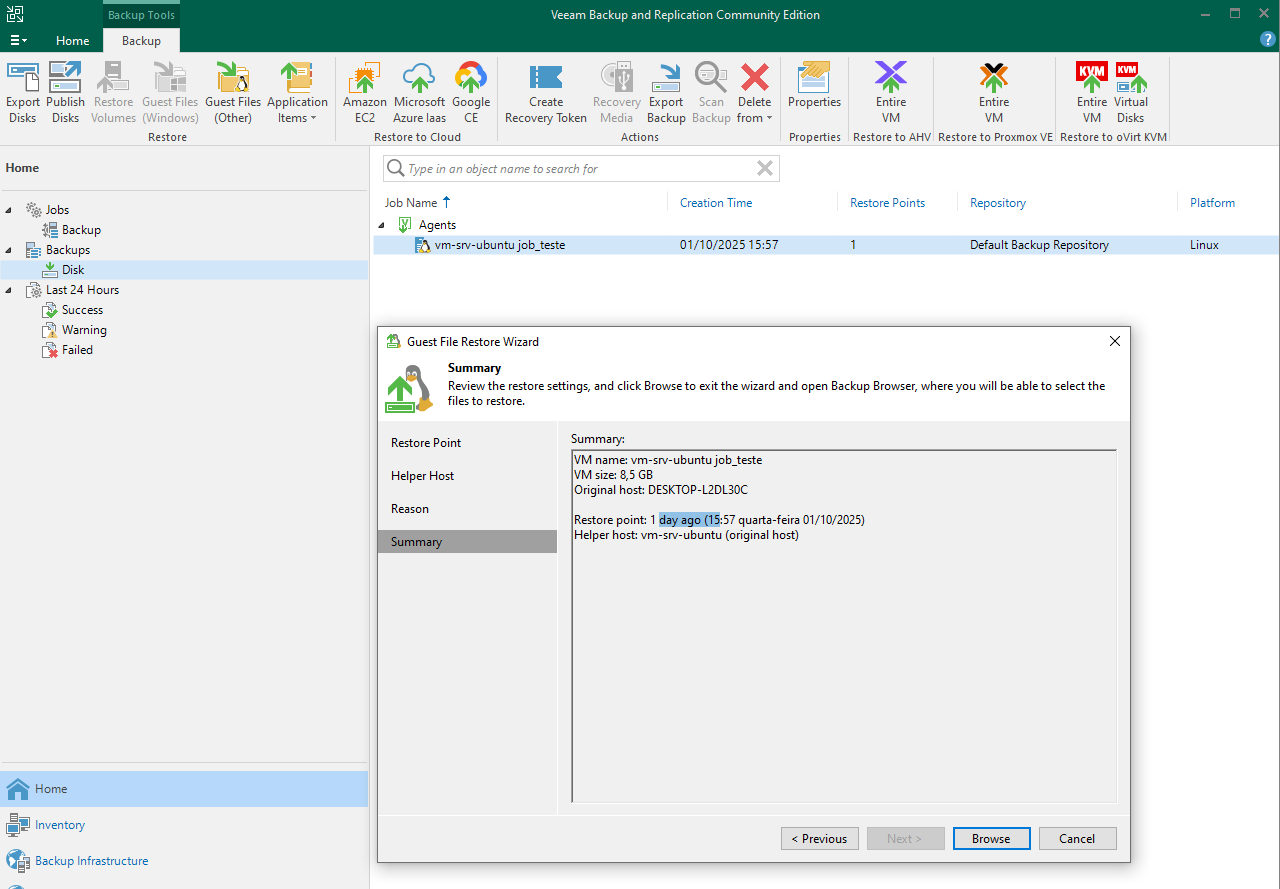 Backup Tools
Veeam Backup and Replication Community Edition
Home
Backup
Export Disks
Publish Disks
Restore Volumes
Guest Files (Windows)
Guest Files (Other)
Application Items
Restore
Amazon EC2
Microsoft Azure Iaas
Google CE
Restore to Cloud
Create Recovery Token
Recovery Media
Export Backup
Scan Backup
Delete from
Actions
Properties
Properties
Entire VM
Restore to AHV
Entire VM
Restore to Proxmox VE
KVM
Entire VM
KVM
Virtual Disks
Restore to oVirt KVM
Home
Jobs
Backup
Backups
Disk
Last 24 Hours
Success
Warning
Failed
Home
Inventory
Backup Infrastructure
Type in an object name to search for
Job Name Creation Time Restore Points Repository Platform
Agents
vm-srv-ubuntu job_teste 01/10/2025 15:57 1 Default Backup Repository Linux
Guest File Restore Wizard
Summary
Review the restore settings, and click Browse to exit the wizard and open Backup Browser, where you will be able to select the
files to restore.
Restore Point
Helper Host
Reason
Summary
Summary:
VM name: vm-srv-ubuntu job_teste
VM size: 8,5 GB
Original host: DESKTOP-L2DL30C
Restore point: 1 day ago (15:57 quarta-feira 01/10/2025)
Helper host: vm-srv-ubuntu (original host)
< Previous
Next >
Browse
Cancel